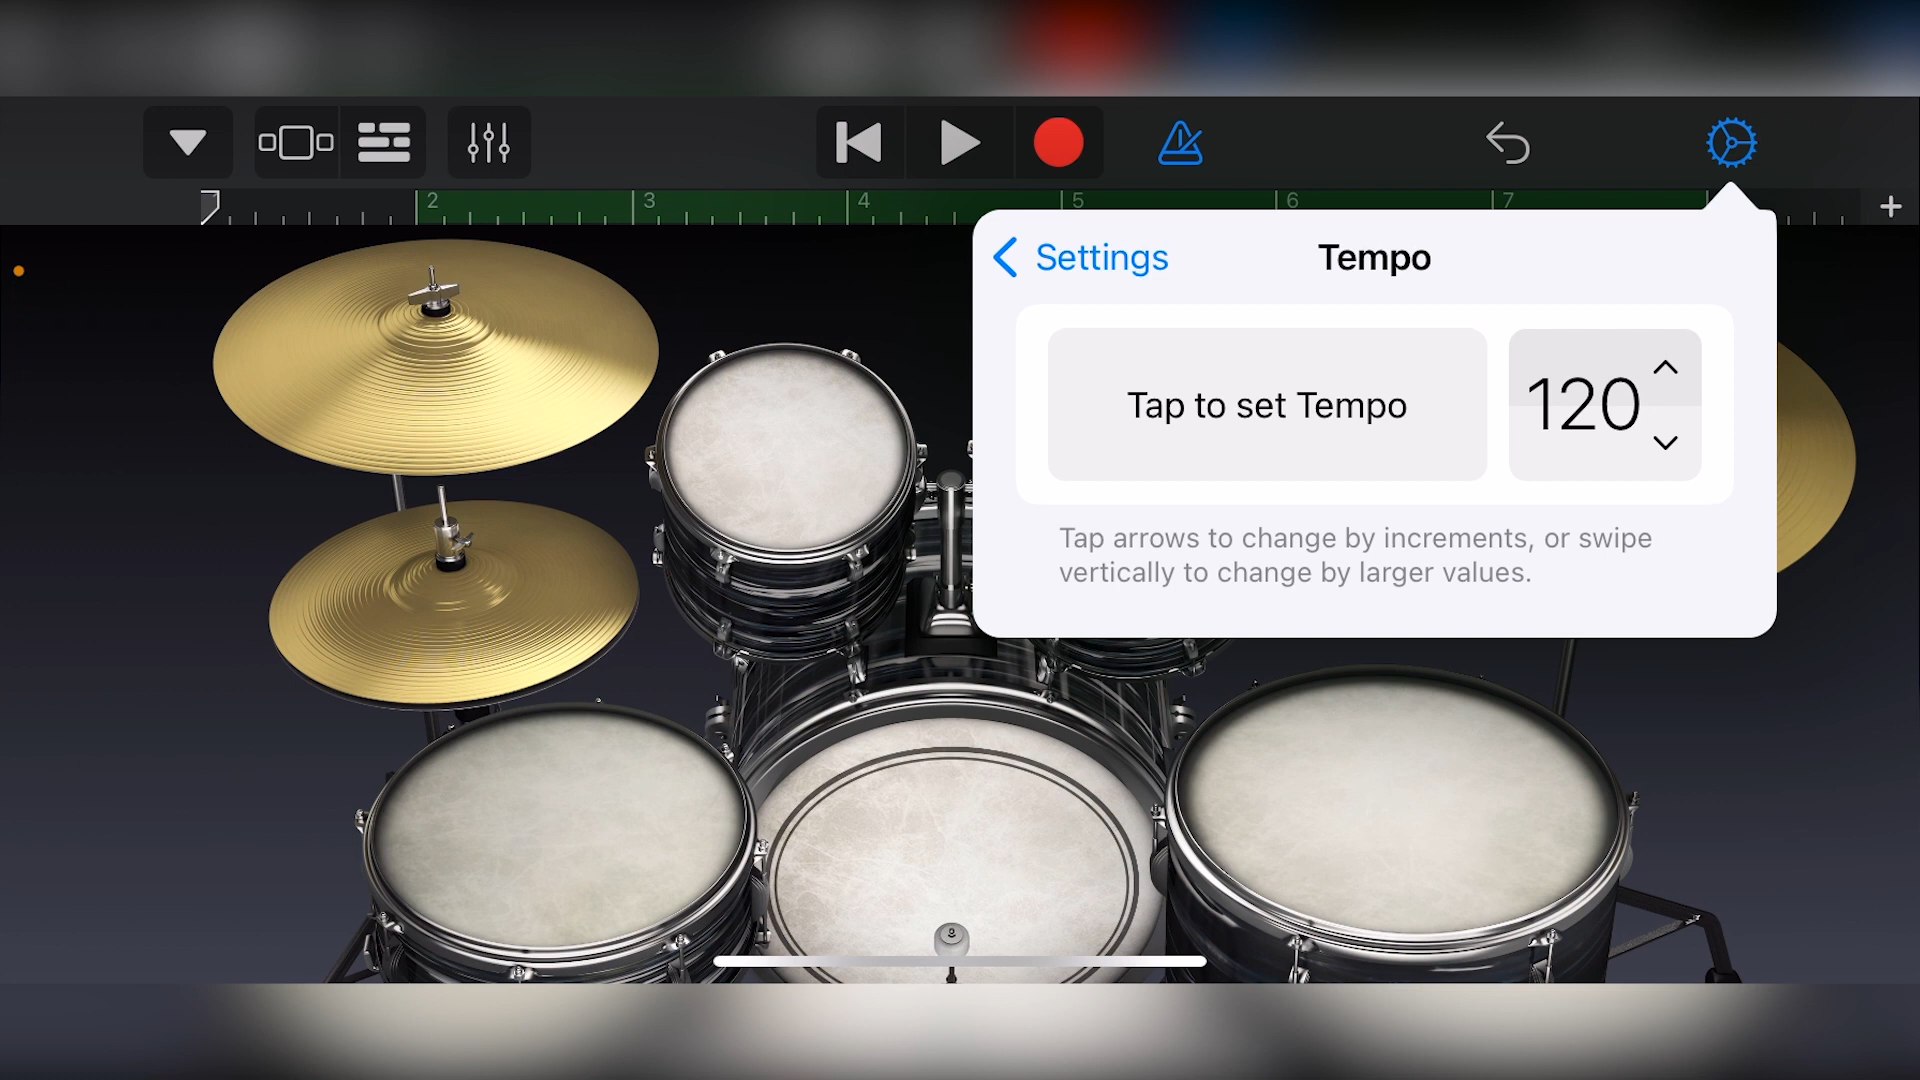 2 3 4 5 6 7
Settings
Tempo
Tap to set Tempo
120
Tap arrows to change by increments, or swipe
vertically to change by larger values.